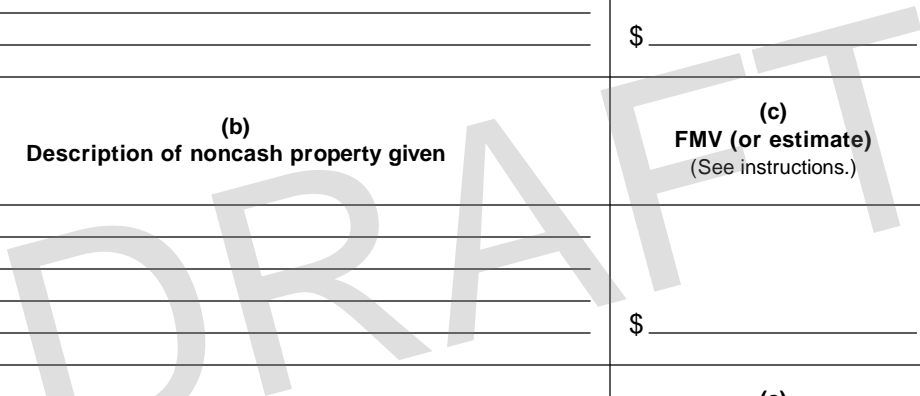 $
(b)
Description of noncash property given
(c)
FMV (or estimate)
(See instructions.)
$
DRAFT